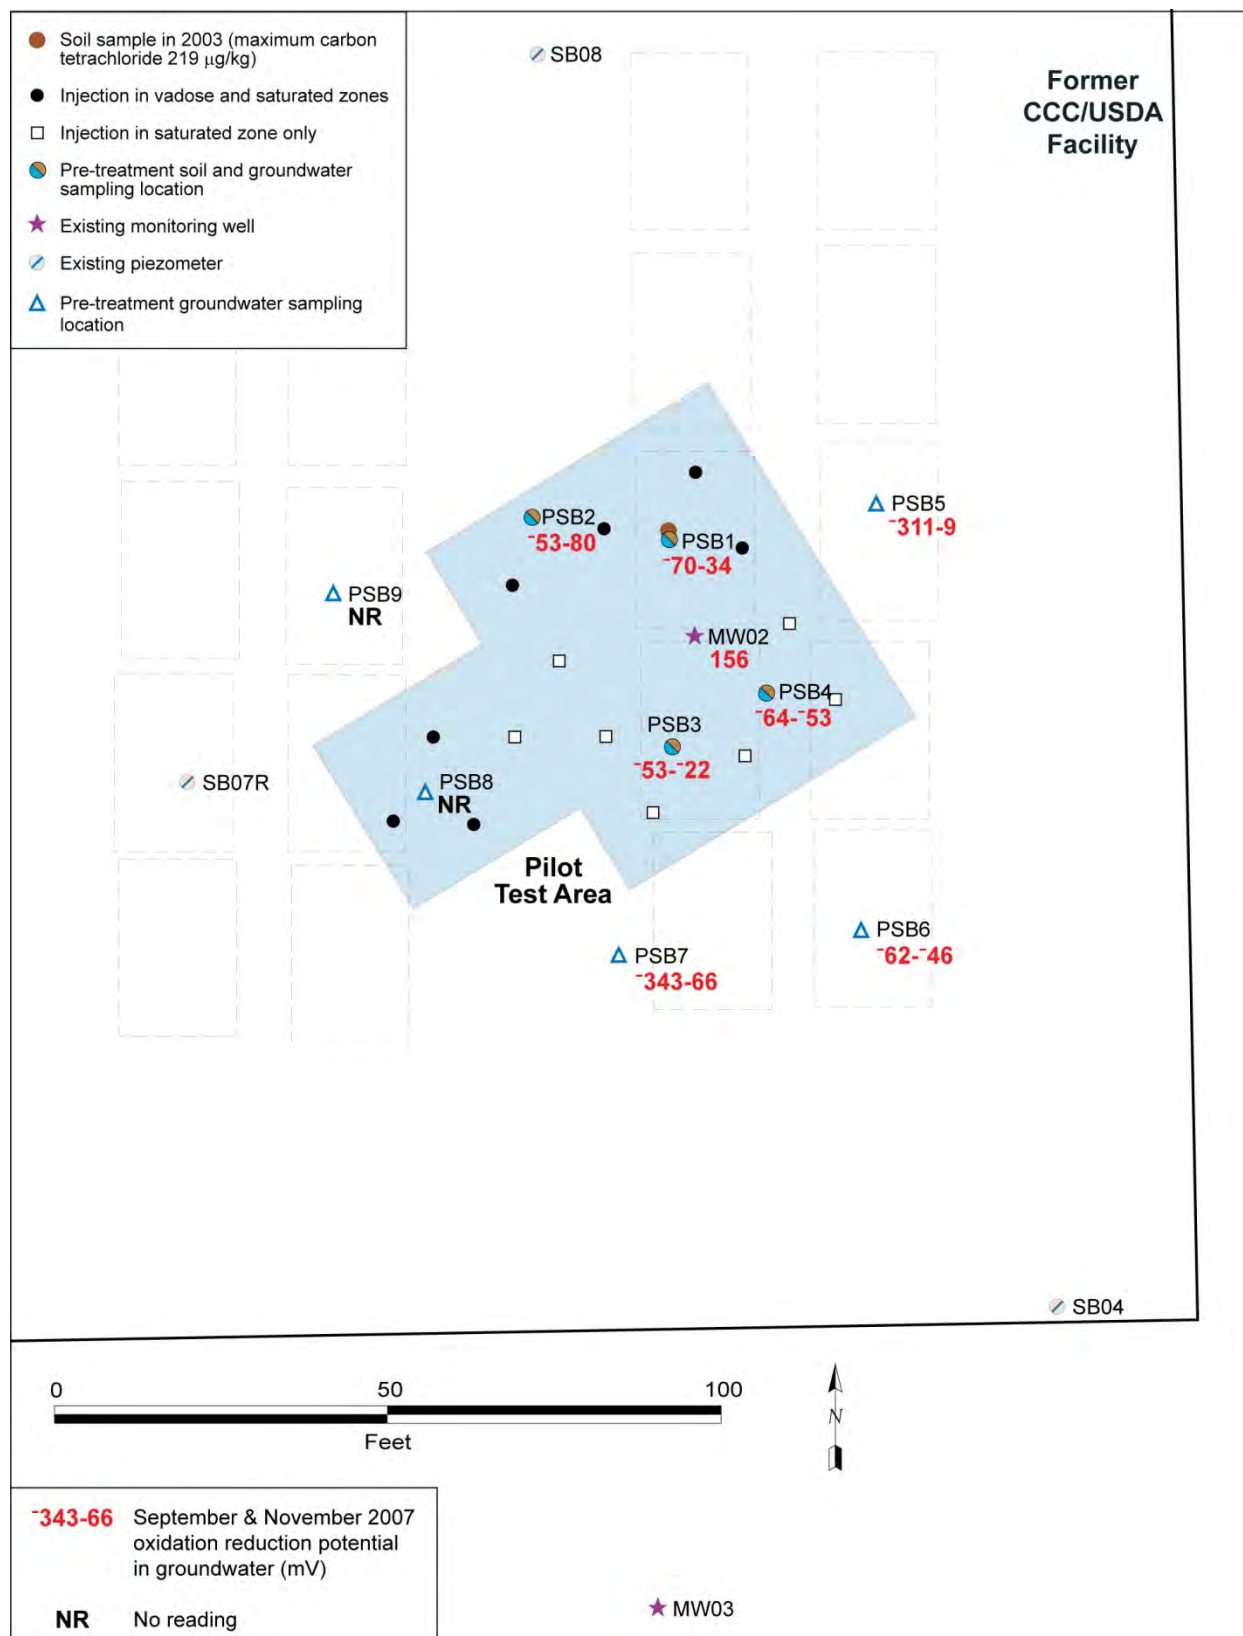 Soil sample in 2003 (maximum carbon
tetrachloride 219 µg/kg)
Injection in vadose and saturated zones
Injection in saturated zone only
Pre-treatment soil and groundwater
sampling location
Existing monitoring well
Existing piezometer
Pre-treatment groundwater sampling
location
SB08
Former
CCC/USDA
Facility
PSB2
⁻53-80
PSB1
⁻70-34
PSB5
⁻311-9
PSB9
NR
MW02
156
PSB4
⁻64-⁻53
PSB3
⁻53-⁻22
SB07R
PSB8
NR
Pilot
Test Area
PSB7
⁻343-66
PSB6
⁻62-⁻46
SB04
0 50 100
Feet
N
⁻343-66 September & November 2007
oxidation reduction potential
in groundwater (mV)
NR No reading
MW03